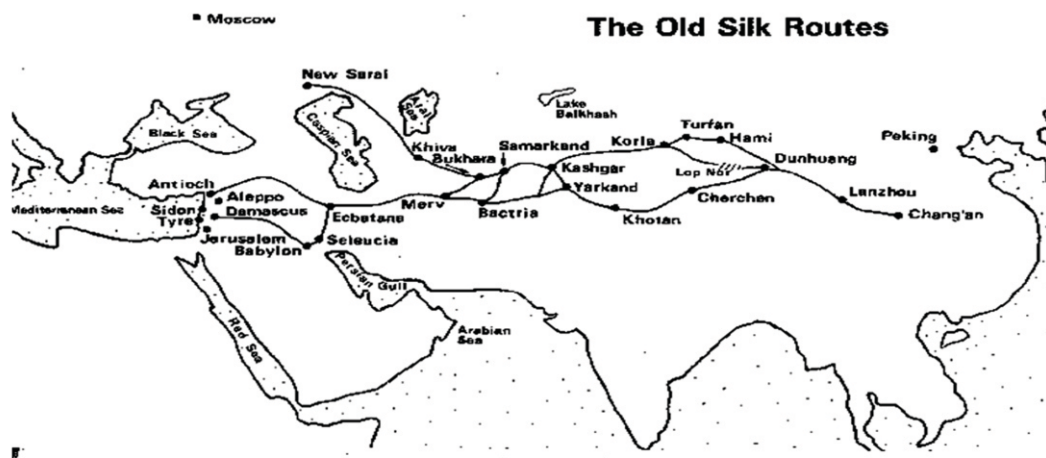 Moscow
The Old Silk Routes
New Sarai
Aral Sea
Lake Balkhash
Black Sea
Caspian Sea
Turfan
Korla
Hami
Peking
Khiva
Bukhara
Samarkand
Kashgar
Lop Nor
Dunhuang
Antioch
Aleppo
Yarkand
Mediterranean Sea
Sidon
Damascus
Tyre
Ecbatana
Merv
Bactria
Khotan
Cherchen
Lanzhou
Chang'an
Jerusalem
Babylon
Seleucia
Persian Gulf
Red Sea
Arabian Sea